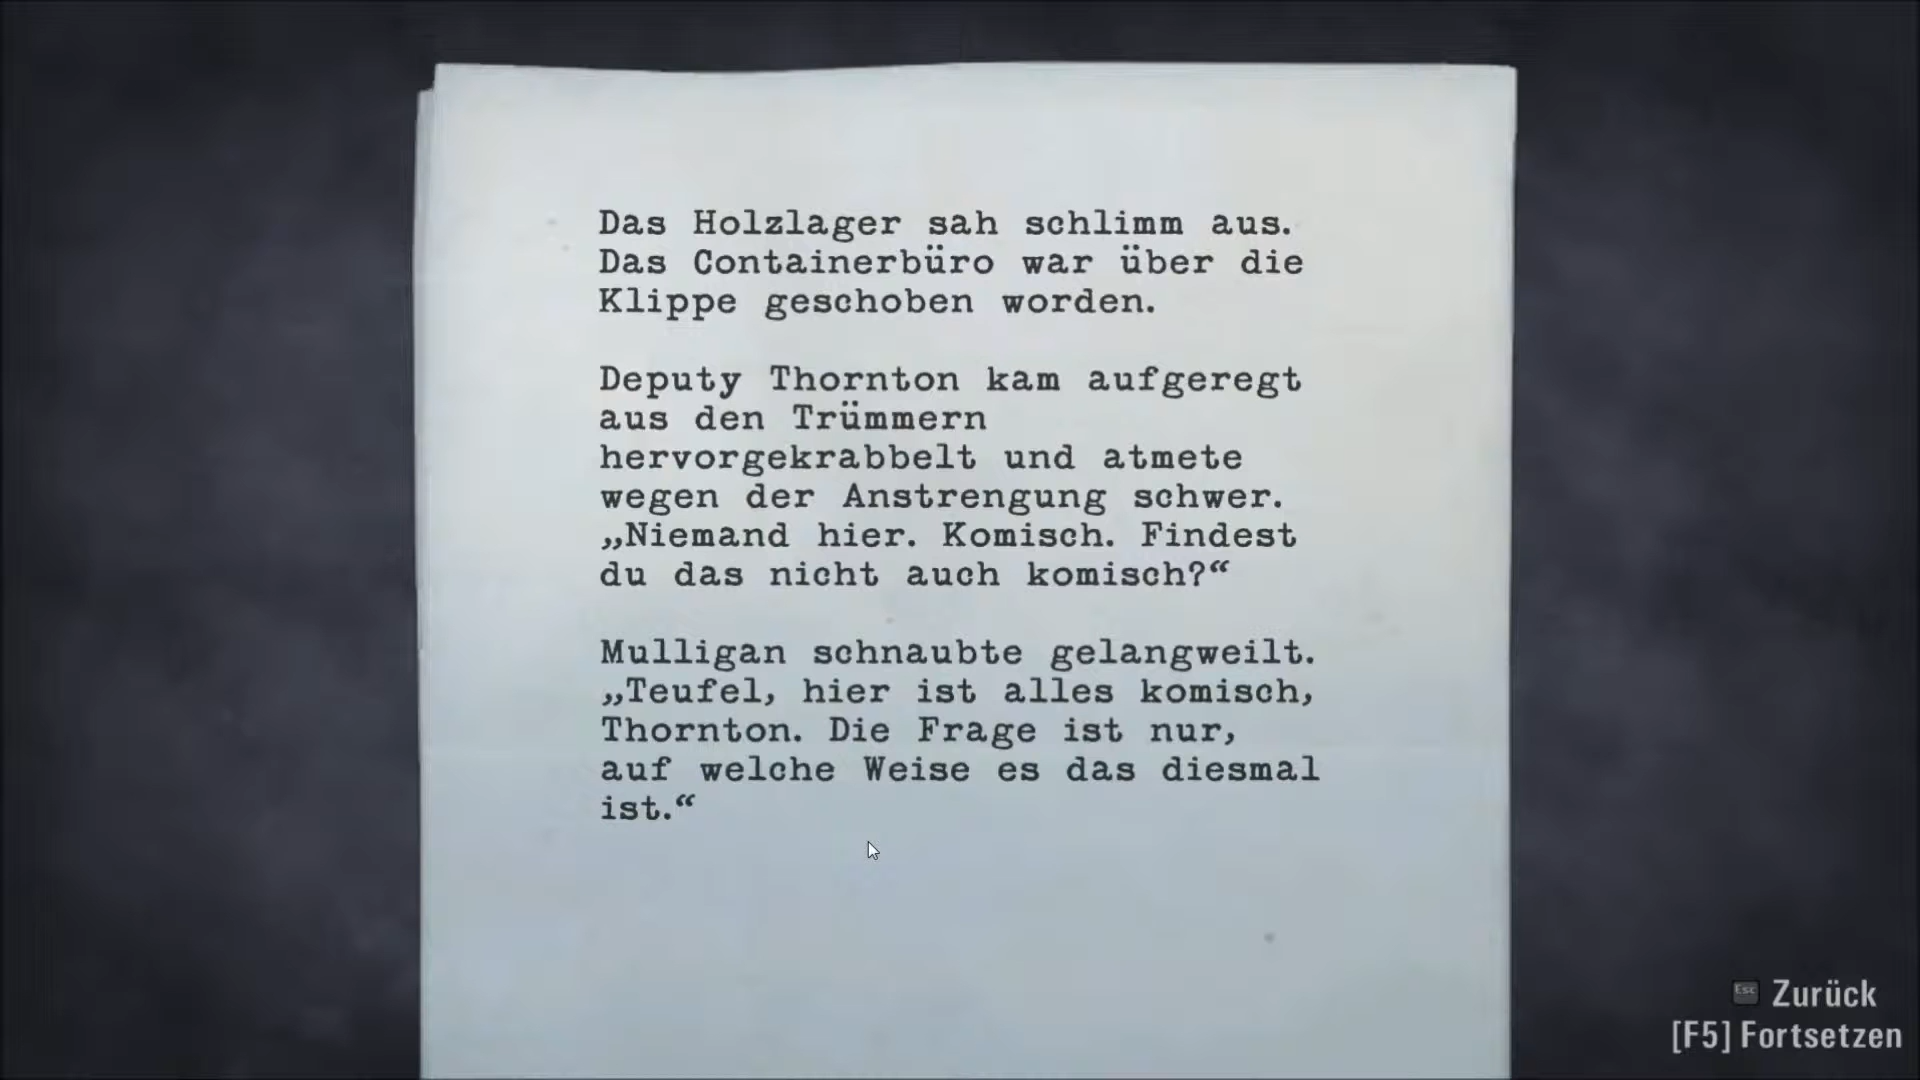 Das Holzlager sah schlimm aus.
Das Containerbüro war über die
Klippe geschoben worden.
Deputy Thornton kam aufgeregt
aus den Trümmern
hervorgekrabbelt und atmete
wegen der Anstrengung schwer.
„Niemand hier. Komisch. Findest
du das nicht auch komisch?“
Mulligan schnaubte gelangweilt.
„Teufel, hier ist alles komisch,
Thornton. Die Frage ist nur,
auf welche Weise es das diesmal
ist.“
Esc Zurück
[F5] Fortsetzen